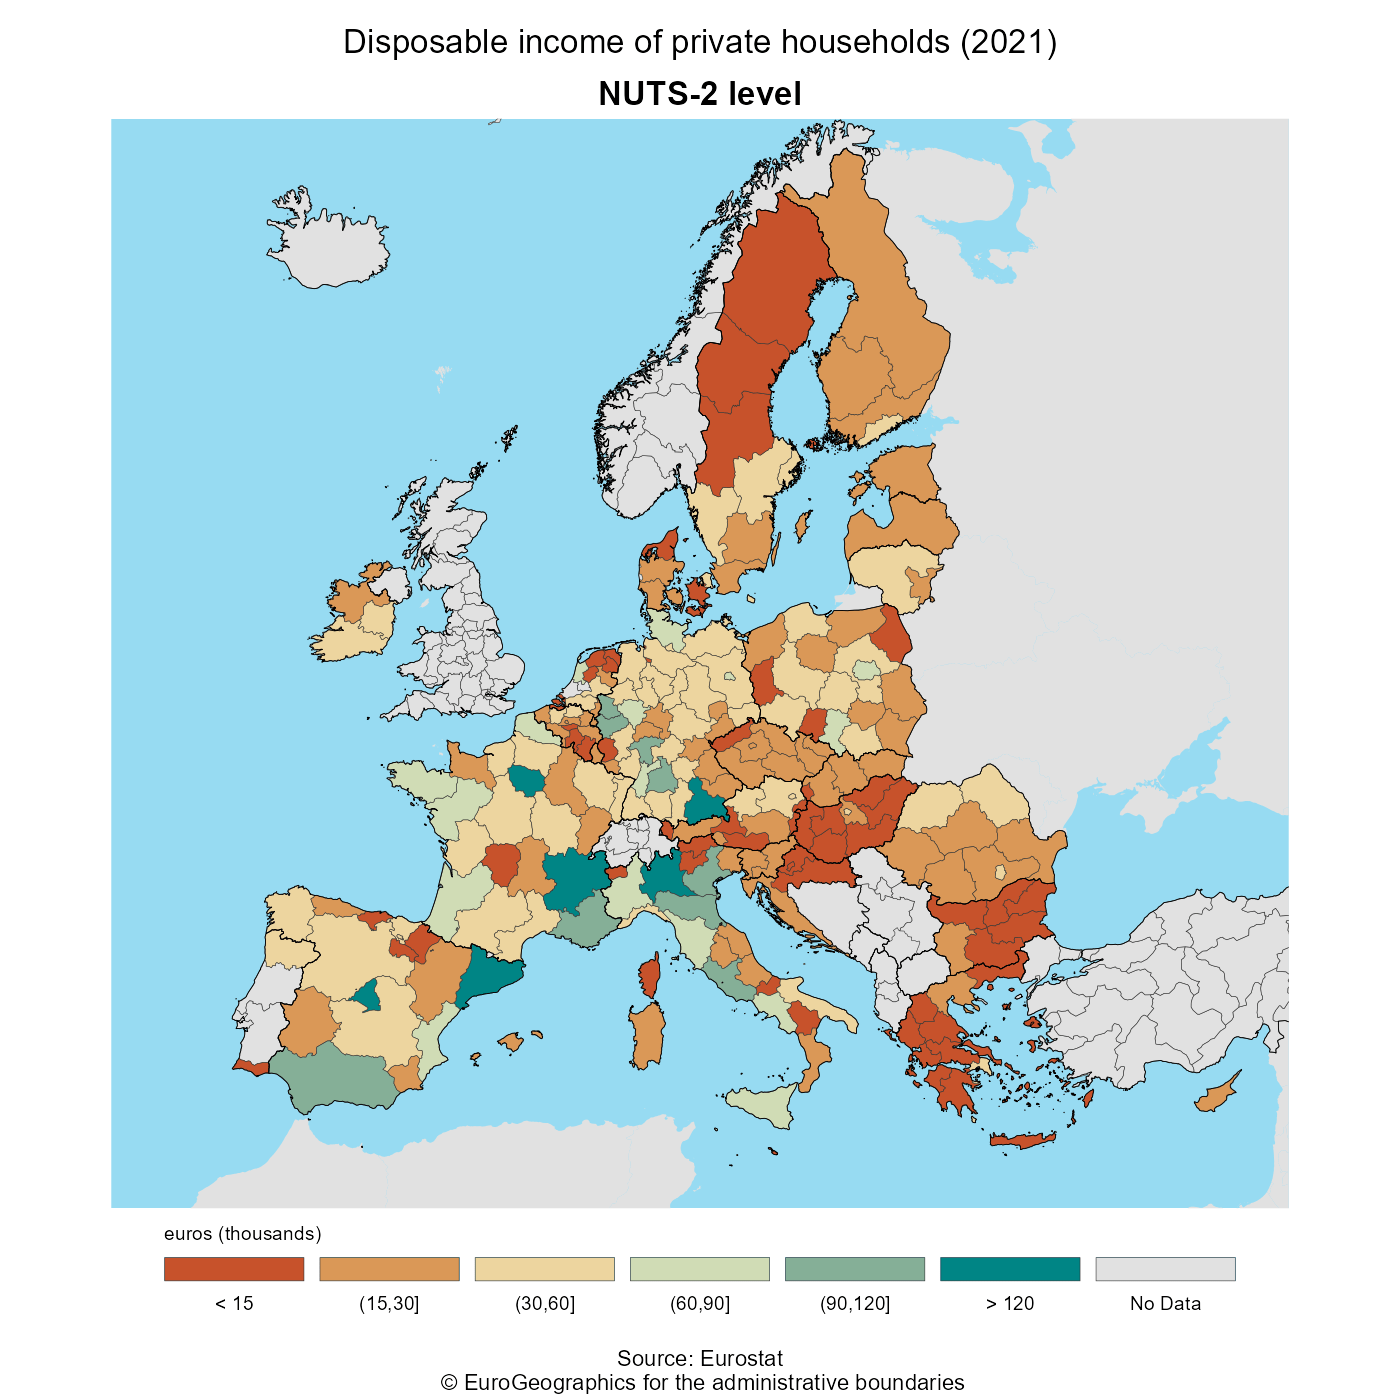 Disposable income of private households (2021)
NUTS-2 level
euros (thousands)
< 15
(15,30]
(30,60]
(60,90]
(90,120]
> 120
No Data
Source: Eurostat
© EuroGeographics for the administrative boundaries